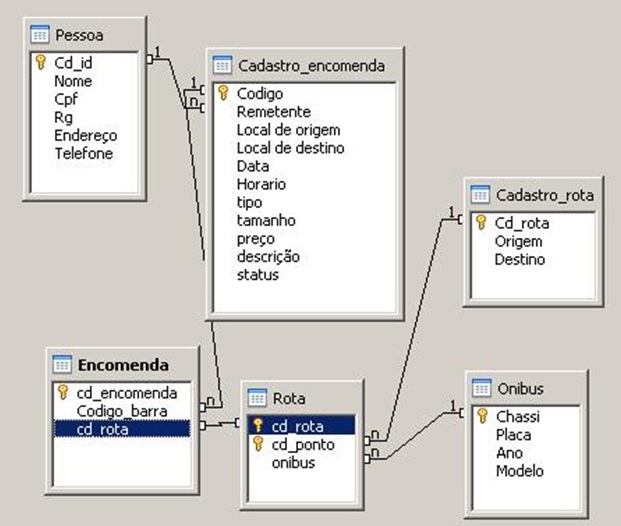 Pessoa
Cd_id
Nome
Cpf
Rg
Endereço
Telefone
1
Cadastro_encomenda
Codigo
Remetente
Local de origem
Local de destino
Data
Horario
tipo
tamanho
preço
descrição
status
1
n
Cadastro_rota
Cd_rota
Origem
Destino
1
Encomenda
cd_encomenda
Codigo_barra
cd_rota
n
Rota
cd_rota
cd_ponto
onibus
n
n
Onibus
Chassi
Placa
Ano
Modelo
1